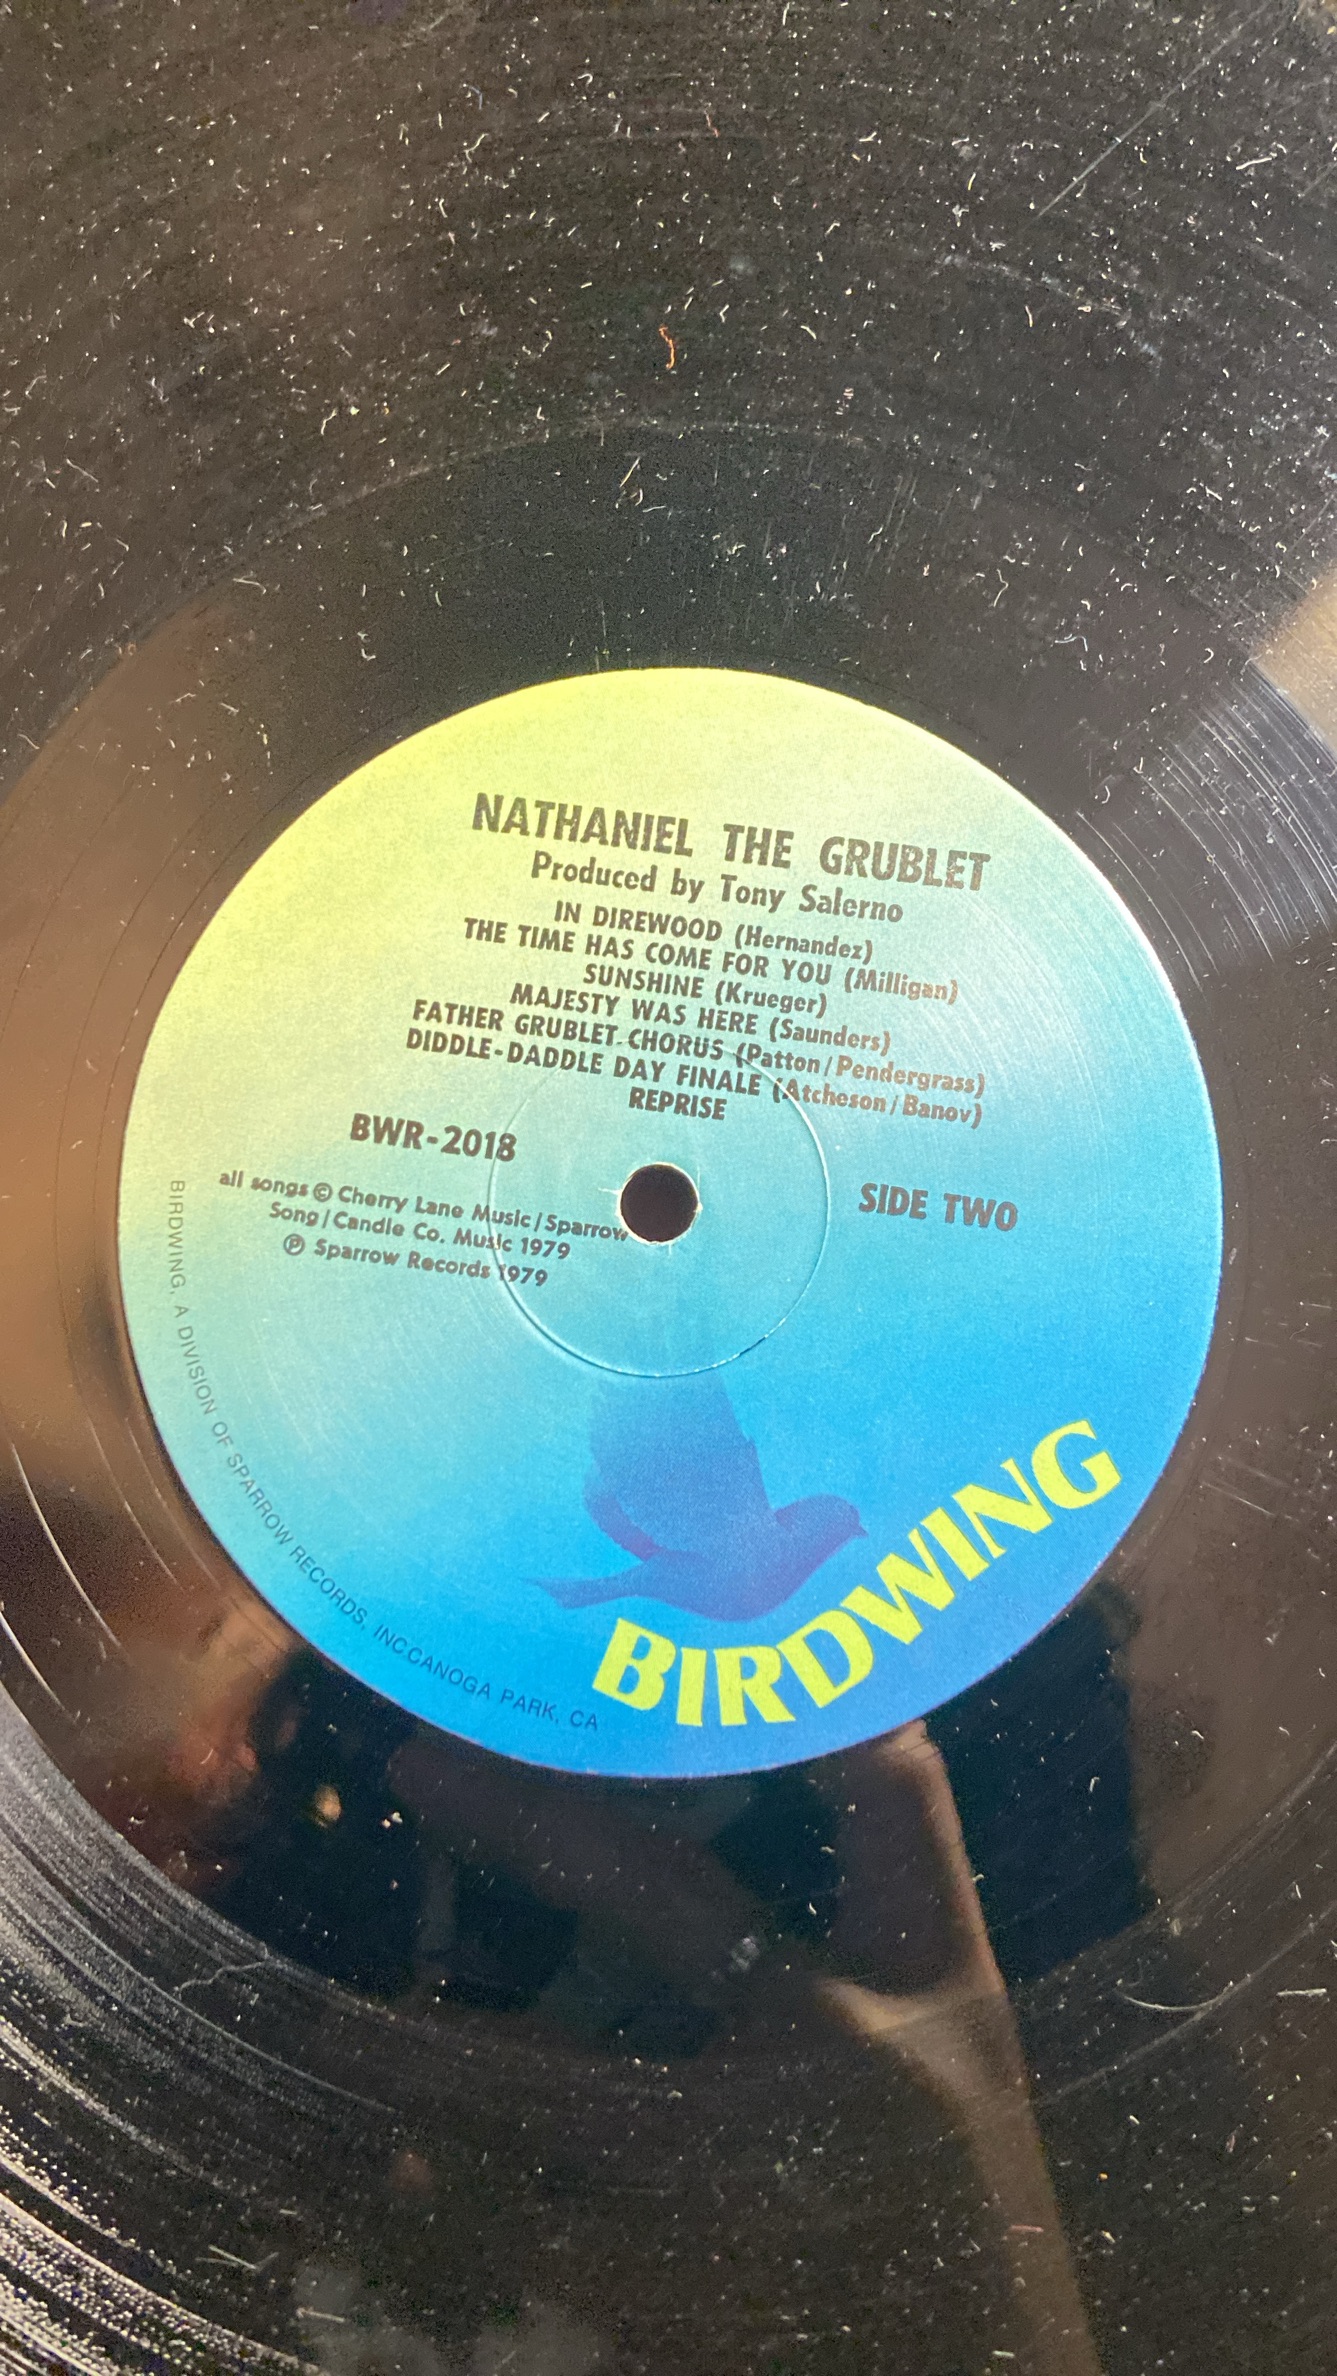 NATHANIEL THE GRUBLET
Produced by Tony Salerno
IN DIREWOOD (Hernandez)
THE TIME HAS COME FOR YOU (Milligan)
SUNSHINE (Krueger)
MAJESTY WAS HERE (Saunders)
FATHER GRUBLET CHORUS (Patton/Pendergrass)
DIDDLE-DADDLE DAY FINALE (Atcheson/Banov)
REPRISE
BWR-2018
SIDE TWO
all songs © Cherry Lane Music/Sparrow
Song/Candle Co. Music 1979
℗ Sparrow Records 1979
BIRDWING, A DIVISION OF SPARROW RECORDS, INC.CANOGA PARK, CA
BIRDWING